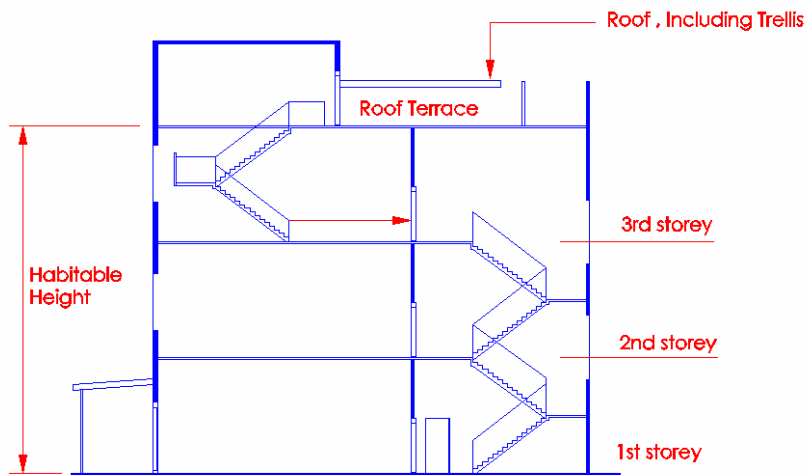 Roof , Including Trellis
Roof Terrace
3rd storey
Habitable
Height
2nd storey
1st storey